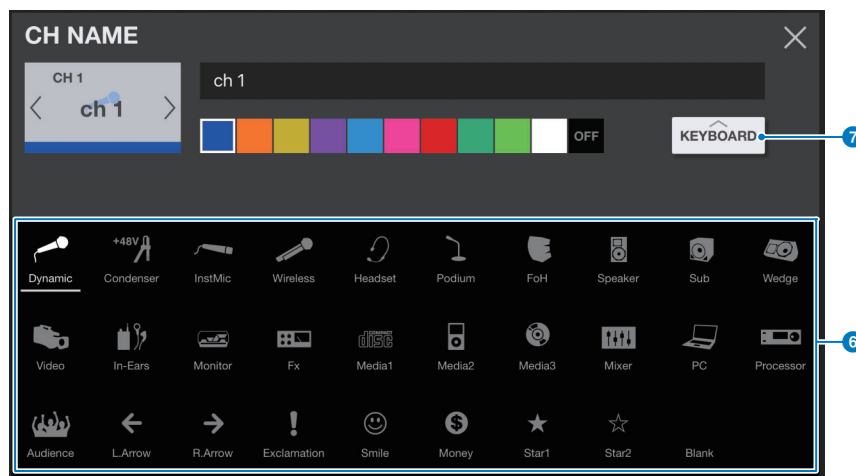 CH NAME
CH 1
ch 1
ch 1
OFF
KEYBOARD
7
+48V
Dynamic Condenser InstMic Wireless Headset Podium FoH Speaker Sub Wedge
COMPACT
disc
Video In-Ears Monitor Fx Media1 Media2 Media3 Mixer PC Processor
6
$
Audience L.Arrow R.Arrow Exclamation Smile Money Star1 Star2 Blank